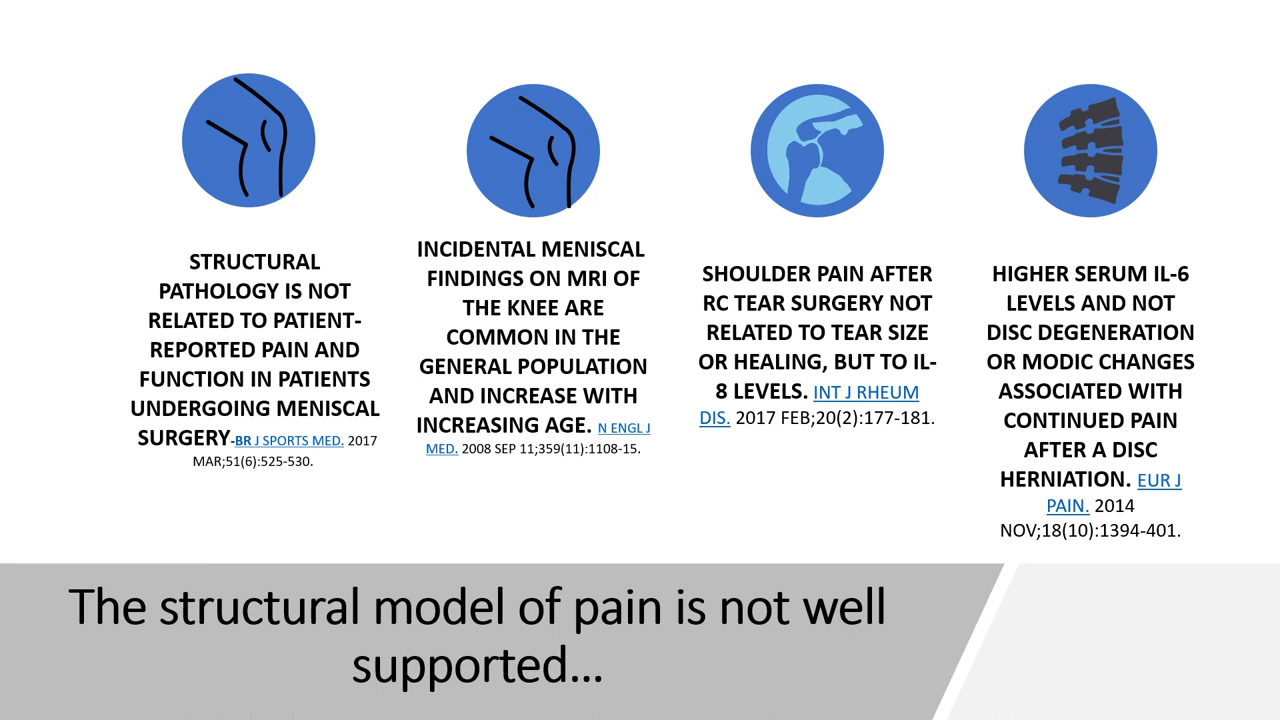 STRUCTURAL
PATHOLOGY IS NOT
RELATED TO PATIENT-
REPORTED PAIN AND
FUNCTION IN PATIENTS
UNDERGOING MENISCAL
SURGERY-BR J SPORTS MED. 2017
MAR;51(6):525-530.
INCIDENTAL MENISCAL
FINDINGS ON MRI OF
THE KNEE ARE
COMMON IN THE
GENERAL POPULATION
AND INCREASE WITH
INCREASING AGE. N ENGL J
MED. 2008 SEP 11;359(11):1108-15.
SHOULDER PAIN AFTER
RC TEAR SURGERY NOT
RELATED TO TEAR SIZE
OR HEALING, BUT TO IL-
8 LEVELS. INT J RHEUM
DIS. 2017 FEB;20(2):177-181.
HIGHER SERUM IL-6
LEVELS AND NOT
DISC DEGENERATION
OR MODIC CHANGES
ASSOCIATED WITH
CONTINUED PAIN
AFTER A DISC
HERNIATION. EUR J
PAIN. 2014
NOV;18(10):1394-401.
The structural model of pain is not well
supported...